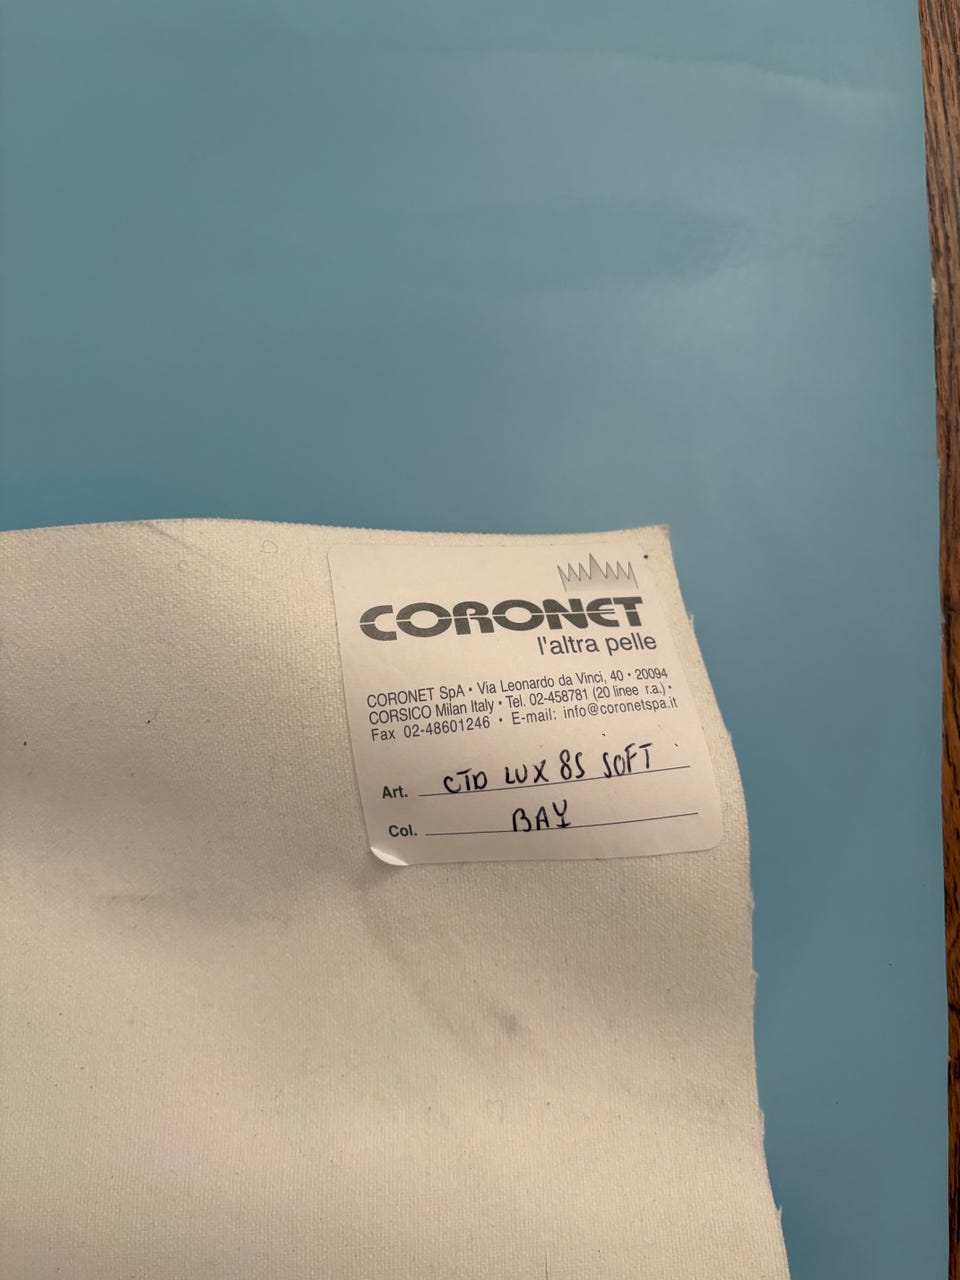 CORONET
l'altra pelle
CORONET SpA • Via Leonardo da Vinci, 40 • 20094
CORSICO Milan Italy • Tel. 02-458781 (20 linee r.a.) •
Fax 02-48601246 • E-mail: info@coronetspa.it
Art. CTD LUX 8S SOFT
Col. BAY